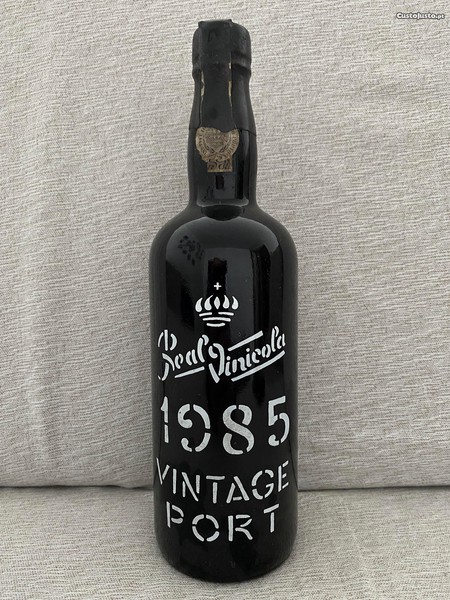 CustoJusto.pt
Real Vinicola
1985
VINTAGE
PORT